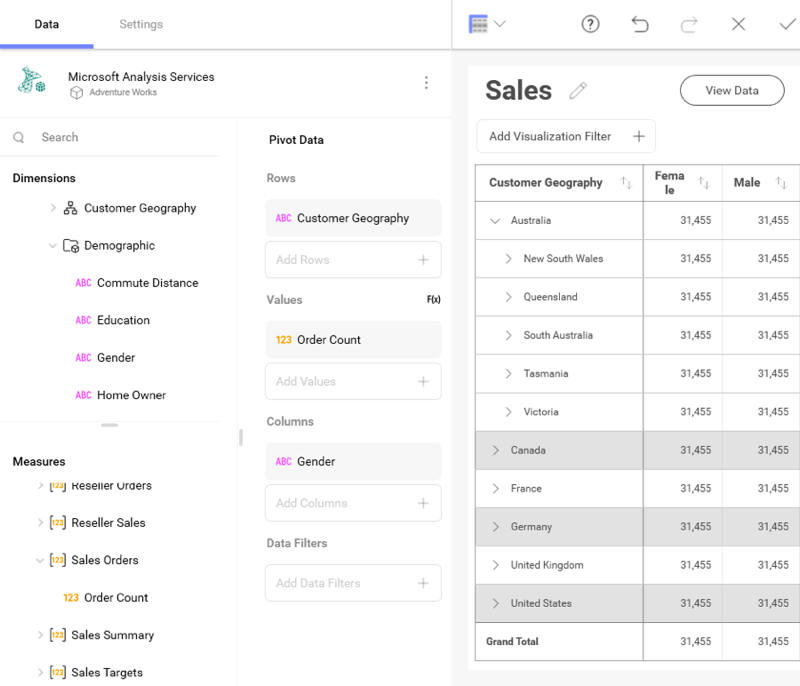 Data
Settings
Microsoft Analysis Services
Adventure Works
Search
Dimensions
Customer Geography
Demographic
ABC Commute Distance
ABC Education
ABC Gender
ABC Home Owner
Measures
[123] Reseller Orders
[123] Reseller Sales
[123] Sales Orders
123 Order Count
[123] Sales Summary
[123] Sales Targets
Pivot Data
Rows
ABC Customer Geography
Add Rows +
Values F(x)
123 Order Count
Add Values +
Columns
ABC Gender
Add Columns +
Data Filters
Add Data Filters +
?
Sales
View Data
Add Visualization Filter +
Customer Geography Fema
le Male
Australia 31,455 31,455
New South Wales 31,455 31,455
Queensland 31,455 31,455
South Australia 31,455 31,455
Tasmania 31,455 31,455
Victoria 31,455 31,455
Canada 31,455 31,455
France 31,455 31,455
Germany 31,455 31,455
United Kingdom 31,455 31,455
United States 31,455 31,455
Grand Total 31,455 31,455